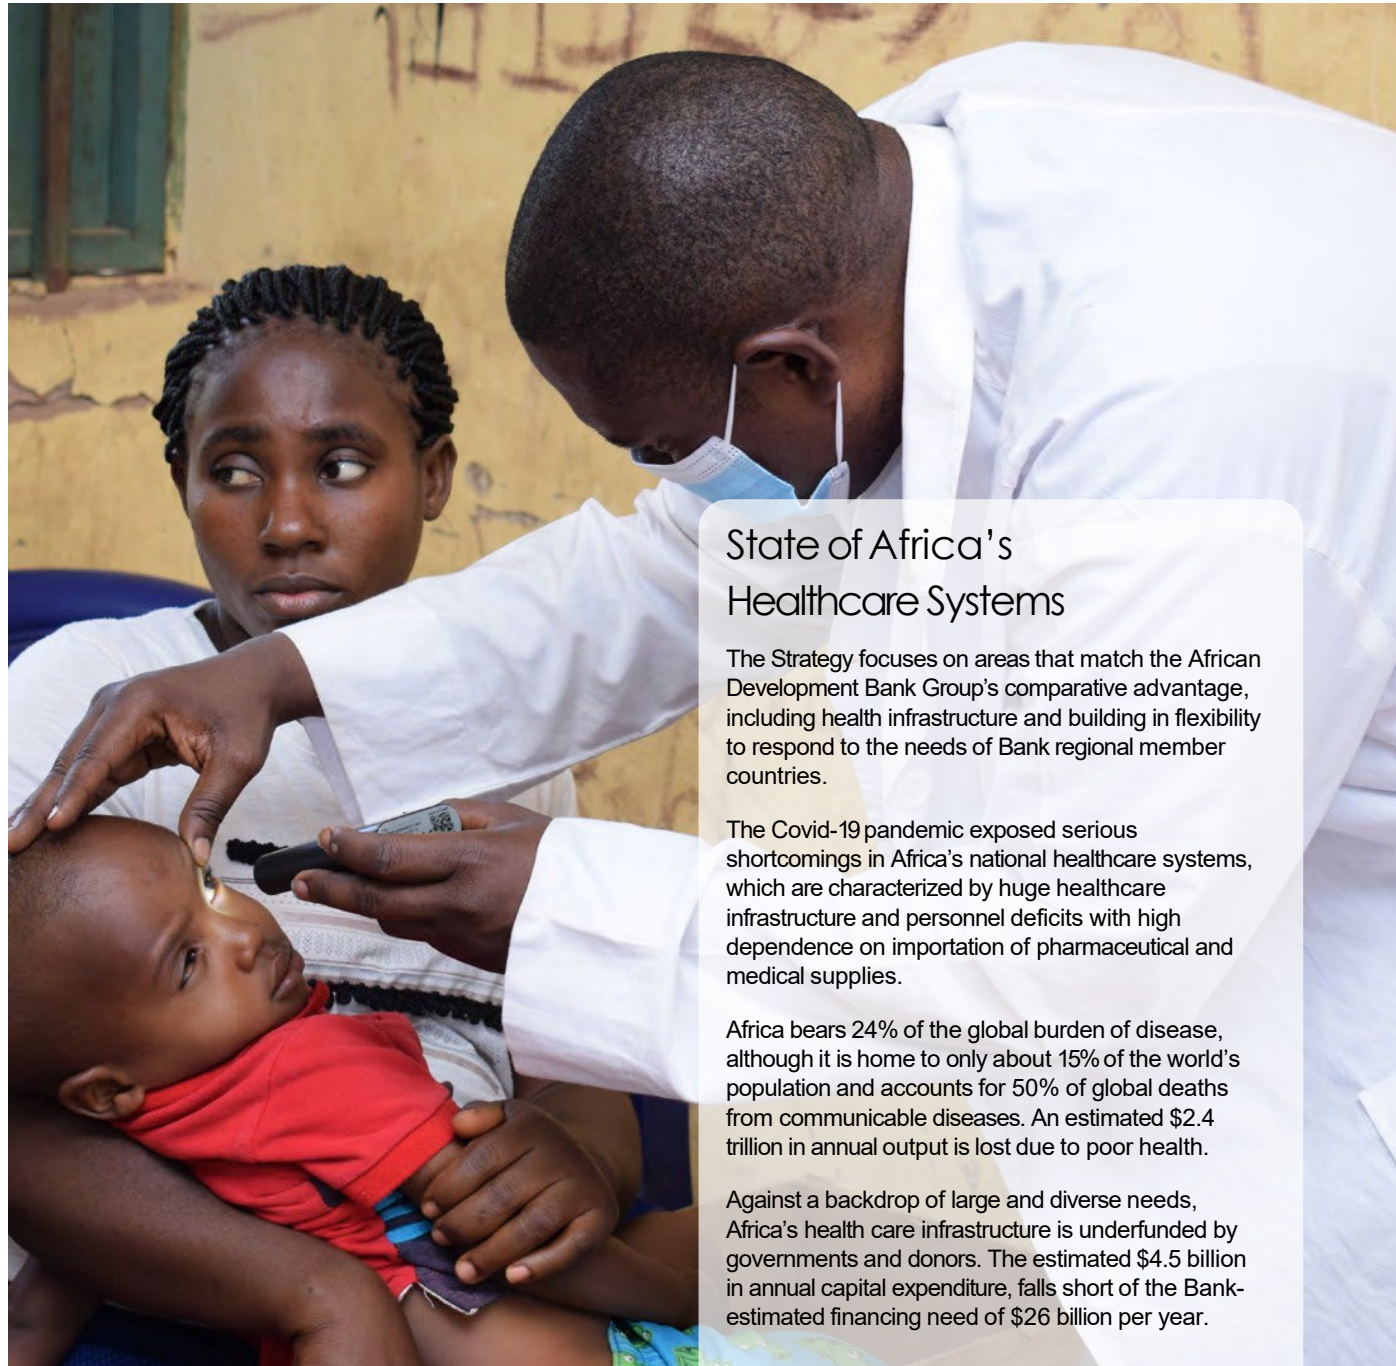 State of Africa's
Healthcare Systems
The Strategy focuses on areas that match the African
Development Bank Group's comparative advantage,
including health infrastructure and building in flexibility
to respond to the needs of Bank regional member
countries.
The Covid-19 pandemic exposed serious
shortcomings in Africa's national healthcare systems,
which are characterized by huge healthcare
infrastructure and personnel deficits with high
dependence on importation of pharmaceutical and
medical supplies.
Africa bears 24% of the global burden of disease,
although it is home to only about 15% of the world's
population and accounts for 50% of global deaths
from communicable diseases. An estimated $2.4
trillion in annual output is lost due to poor health.
Against a backdrop of large and diverse needs,
Africa's health care infrastructure is underfunded by
governments and donors. The estimated $4.5 billion
in annual capital expenditure, falls short of the Bank-
estimated financing need of $26 billion per year.